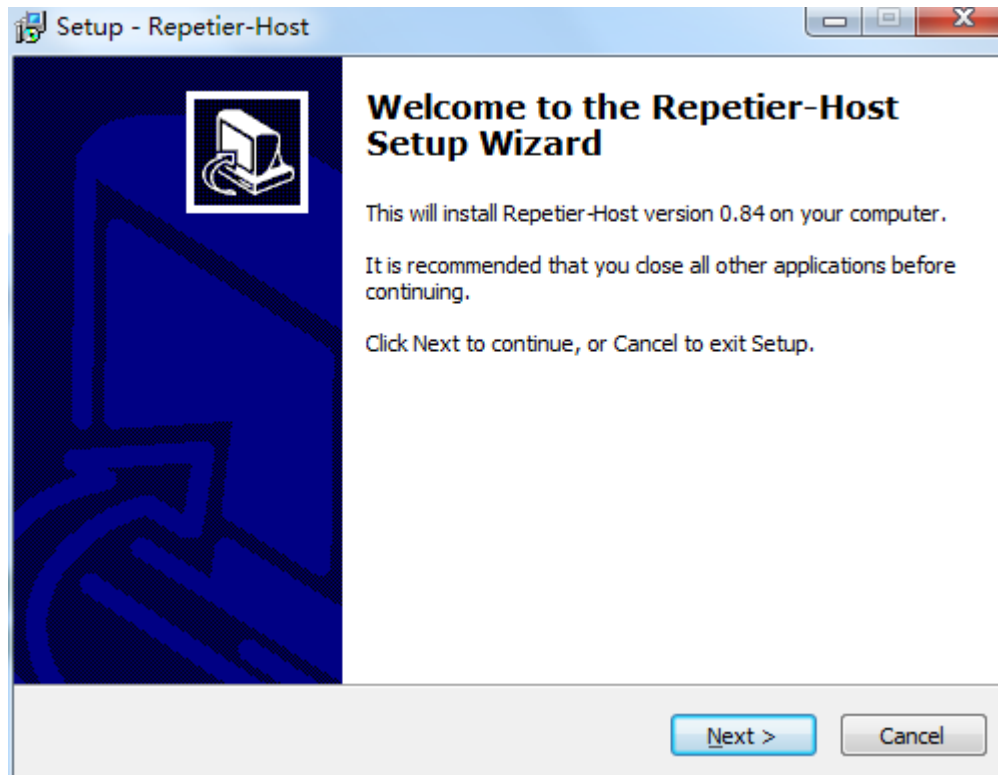 Setup - Repetier-Host
Welcome to the Repetier-Host
Setup Wizard
This will install Repetier-Host version 0.84 on your computer.
It is recommended that you close all other applications before
continuing.
Click Next to continue, or Cancel to exit Setup.
Next >
Cancel